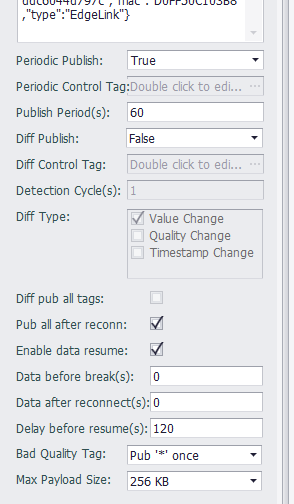 ,"type":"EdgeLink"}
Periodic Publish: True
Periodic Control Tag: Double click to edi... ...
Publish Period(s): 60
Diff Publish: False
Diff Control Tag: Double click to edi... ...
Detection Cycle(s): 1
Diff Type: Value Change
Quality Change
Timestamp Change
Diff pub all tags:
Pub all after reconn:
Enable data resume:
Data before break(s): 0
Data after reconnect(s): 0
Delay before resume(s): 120
Bad Quality Tag: Pub '*' once
Max Payload Size: 256 KB